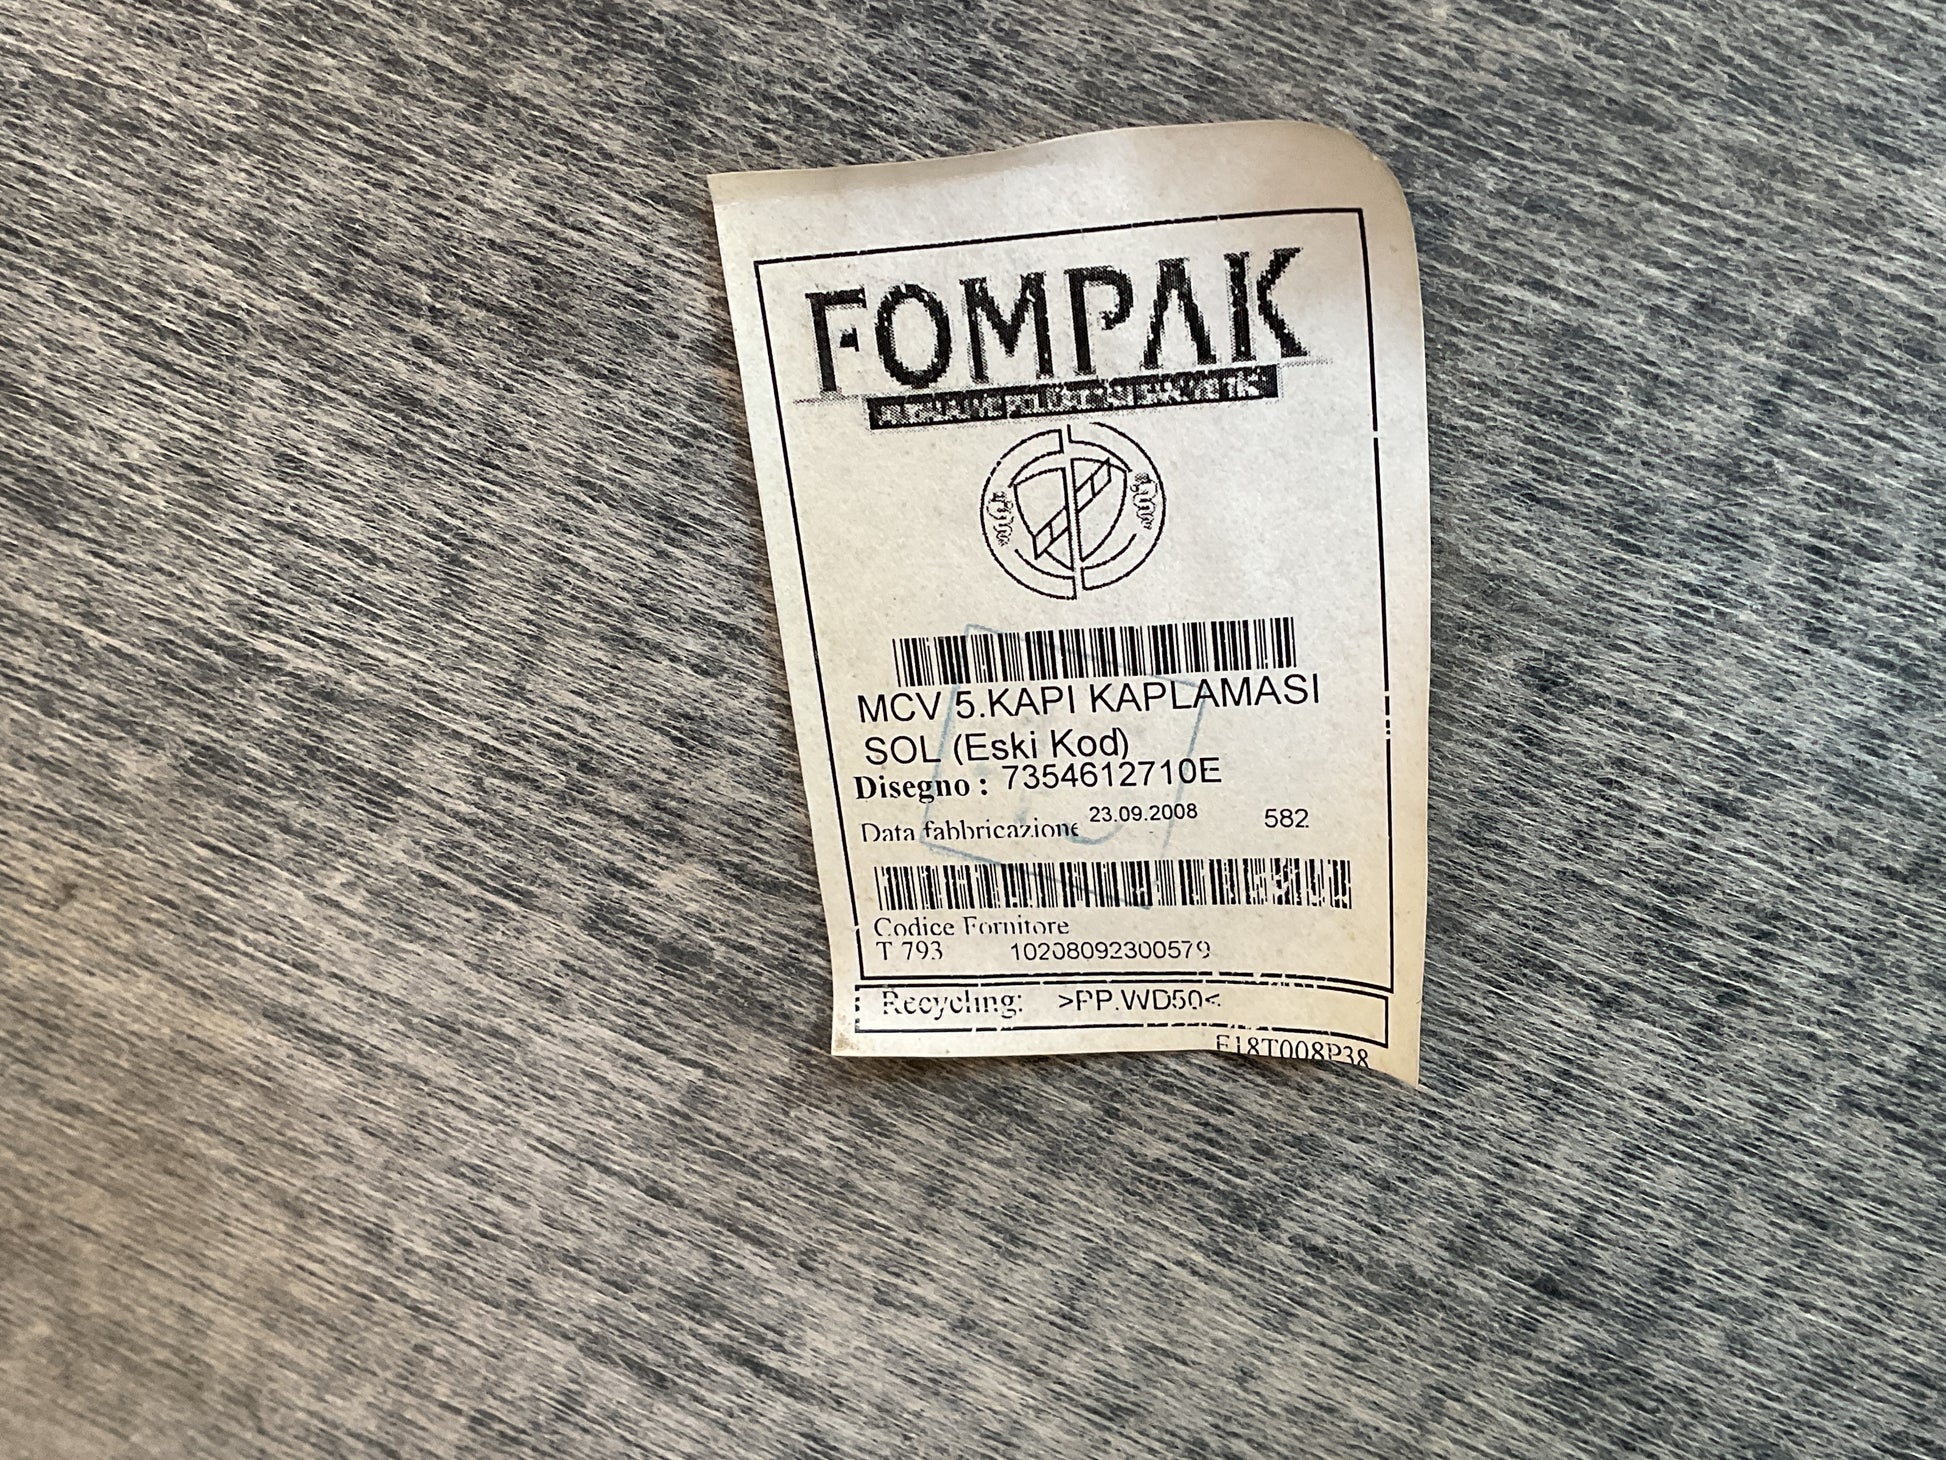 FOMPAK
MCV 5.KAPI KAPLAMASI
SOL (Eski Kod)
Disegno : 7354612710E
Data fabbricazione 23.09.2008 582
Codice Fornitore
T 793 10208092300579
Recycling: >PP.WD50<
F18T008P38